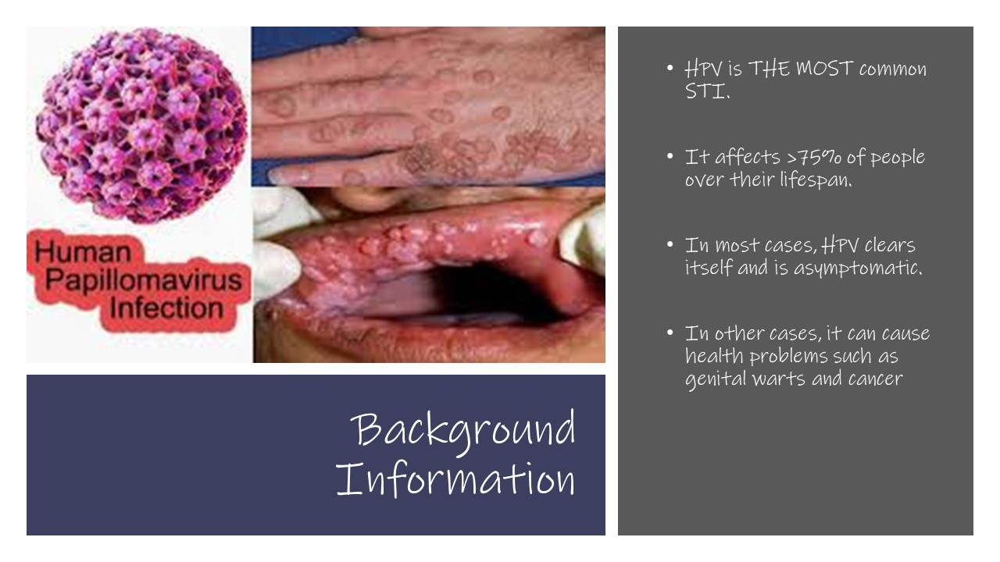 Human
Papillomavirus
Infection
Background
Information
• HPV is THE MOST common
STI.
• It affects >75% of people
over their lifespan.
• In most cases, HPV clears
itself and is asymptomatic.
• In other cases, it can cause
health problems such as
genital warts and cancer